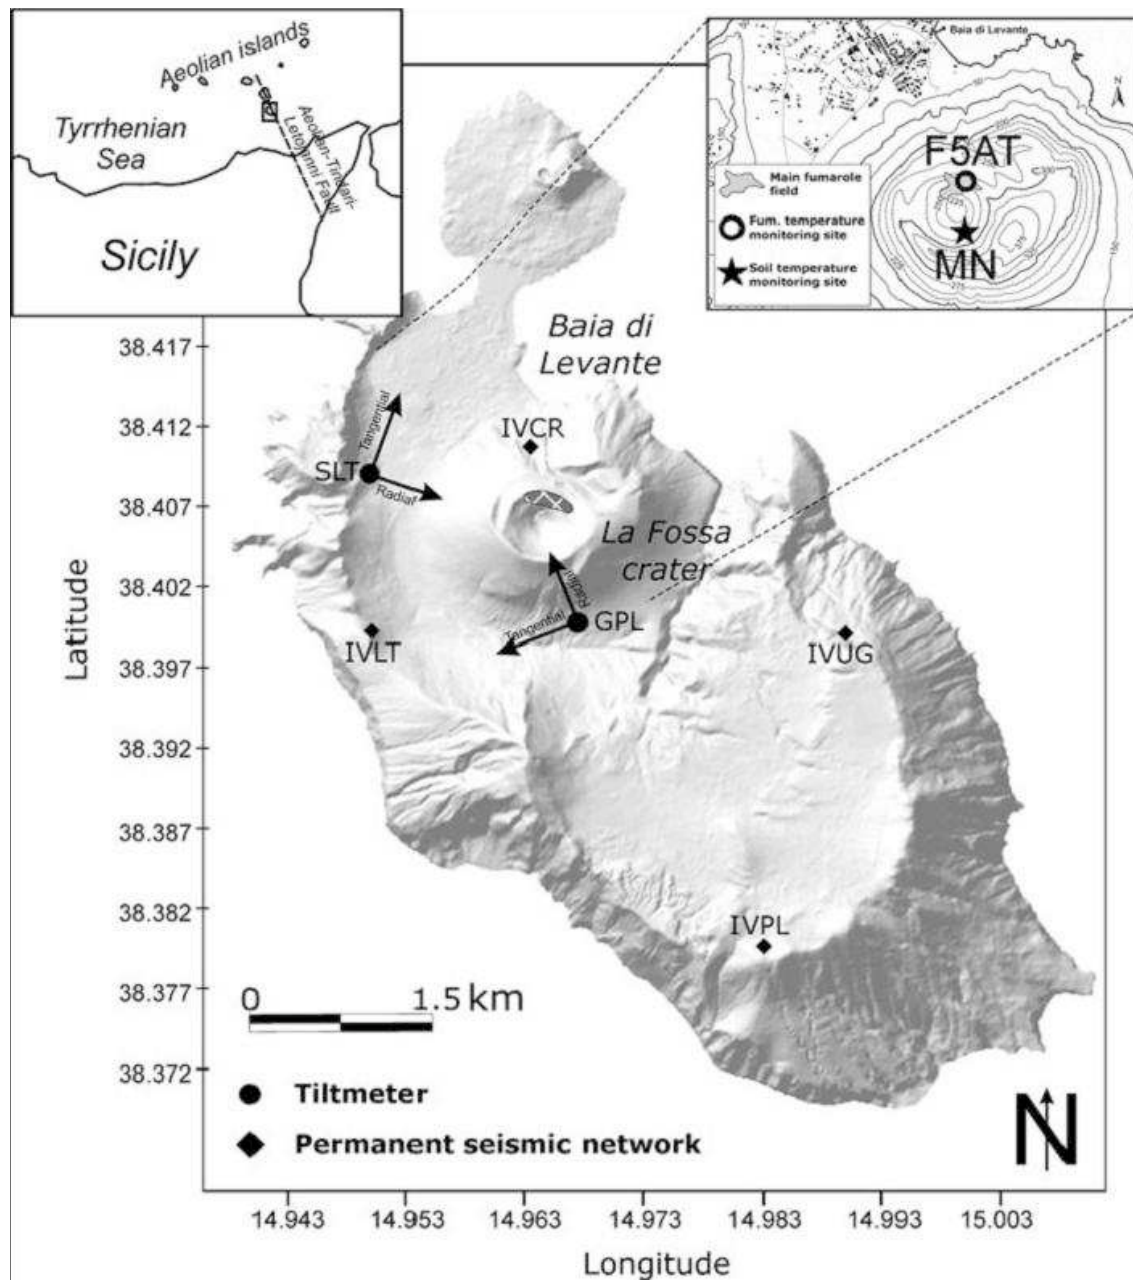 Aeolian islands
Tyrrhenian
Sea
Aeolian-Tindari-
Letojanni Fault
Sicily
Baia di Levante
N
F5AT
MN
Main fumarole
field
Fum. temperature
monitoring site
Soil temperature
monitoring site
Baia di
Levante
IVCR
Tangential
SLT
Radial
La Fossa
crater
Radial
Tangential
GPL
IVLT
IVUG
IVPL
0 1.5 km
Tiltmeter
Permanent seismic network
N
Latitude
38.417
38.412
38.407
38.402
38.397
38.392
38.387
38.382
38.377
38.372
14.943 14.953 14.963 14.973 14.983 14.993 15.003
Longitude